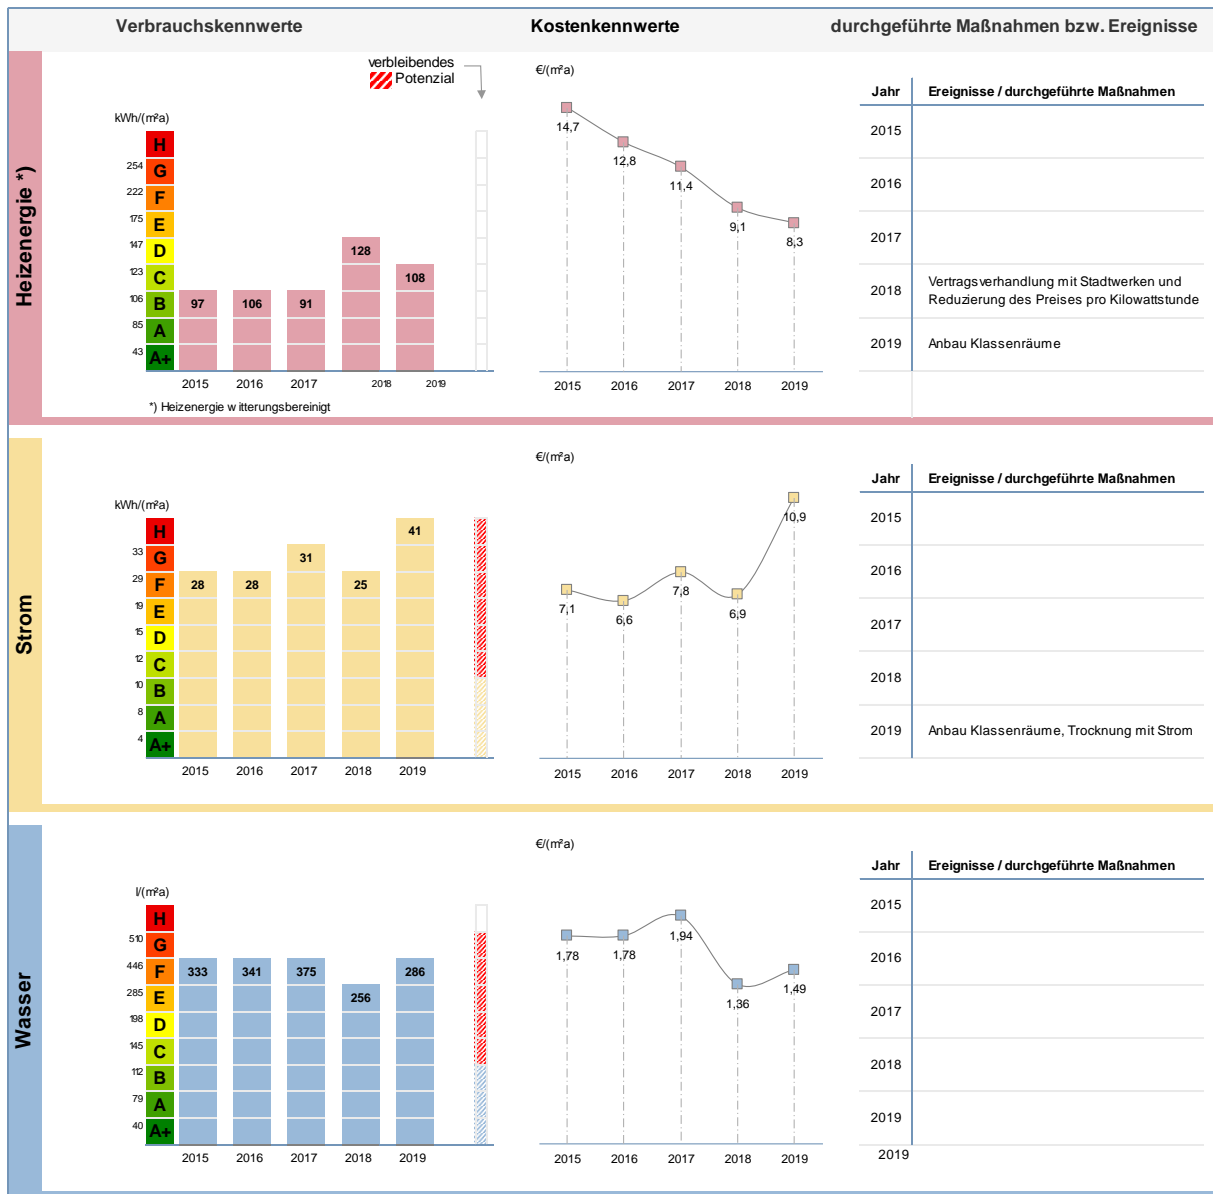 Verbrauchskennwerte
Kostenkennwerte
durchgeführte Maßnahmen bzw. Ereignisse
Heizenergie *)
verbleibendes
Potenzial
kWh/(m²a)
H
254
G
222
F
175
E
147
D
123
C
106
B
85
A
43
A+
97
106
91
128
108
2015
2016
2017
2018
2019
*) Heizenergie witterungsbereinigt
€/(m²a)
14,7
12,8
11,4
9,1
8,3
2015
2016
2017
2018
2019
Jahr Ereignisse / durchgeführte Maßnahmen
2015
2016
2017
2018 Vertragsverhandlung mit Stadtwerken und
Reduzierung des Preises pro Kilowattstunde
2019 Anbau Klassenräume
Strom
kWh/(m²a)
H
33
G
29
F
19
E
15
D
12
C
10
B
8
A
4
A+
28
28
31
25
41
2015
2016
2017
2018
2019
€/(m²a)
7,1
6,6
7,8
6,9
10,9
2015
2016
2017
2018
2019
Jahr Ereignisse / durchgeführte Maßnahmen
2015
2016
2017
2018
2019 Anbau Klassenräume, Trocknung mit Strom
Wasser
l/(m²a)
H
510
G
446
F
285
E
198
D
145
C
112
B
79
A
40
A+
333
341
375
256
286
2015
2016
2017
2018
2019
€/(m²a)
1,78
1,78
1,94
1,36
1,49
2015
2016
2017
2018
2019
Jahr Ereignisse / durchgeführte Maßnahmen
2015
2016
2017
2018
2019
2019